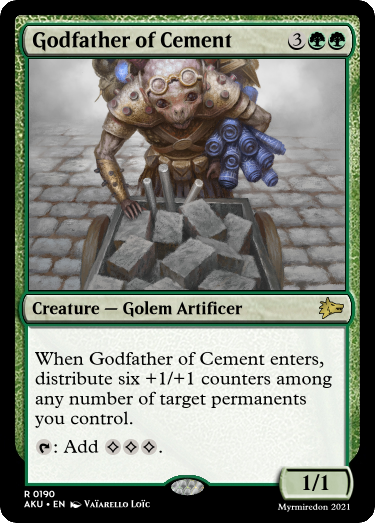 Godfather of Cement 3
Creature — Golem Artificer
When Godfather of Cement enters,
distribute six +1/+1 counters among
any number of target permanents
you control.
: Add
1/1
R 0190
AKU • EN Vaïarello Loïc
Myrmiredon 2021